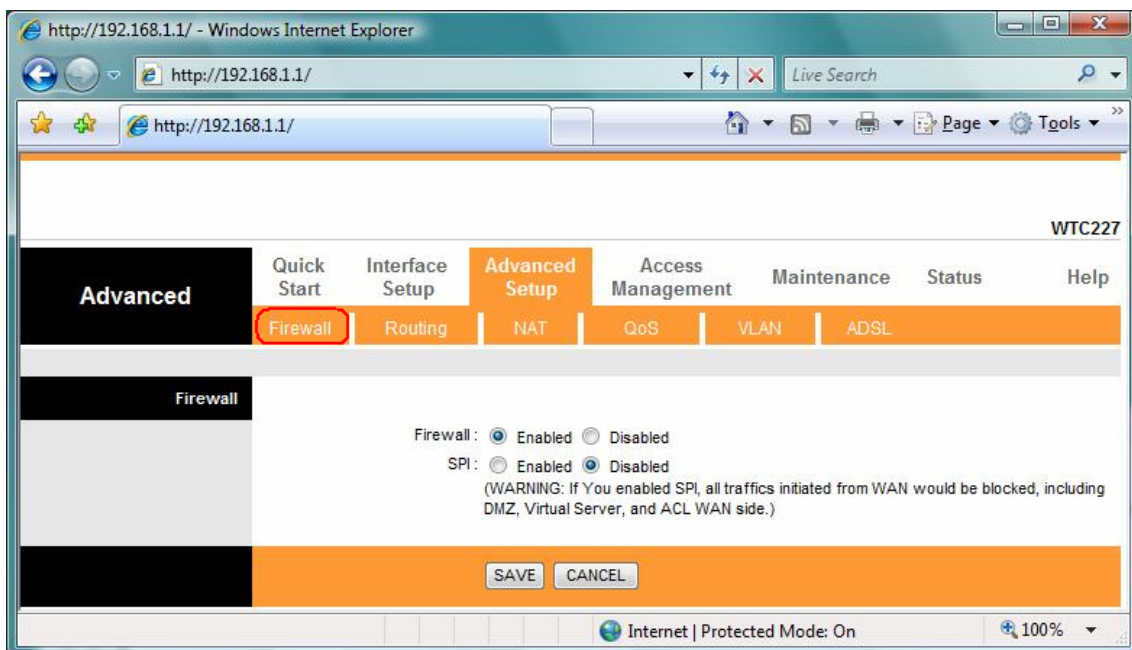 http://192.168.1.1/ - Windows Internet Explorer
http://192.168.1.1/
Live Search
http://192.168.1.1/
Page
Tools
WTC227
Advanced
Quick Start
Interface Setup
Advanced Setup
Access Management
Maintenance
Status
Help
Firewall
Routing
NAT
QoS
VLAN
ADSL
Firewall
Firewall : Enabled Disabled
SPI : Enabled Disabled
(WARNING: If You enabled SPI, all traffics initiated from WAN would be blocked, including
DMZ, Virtual Server, and ACL WAN side.)
SAVE
CANCEL
Internet | Protected Mode: On
100%